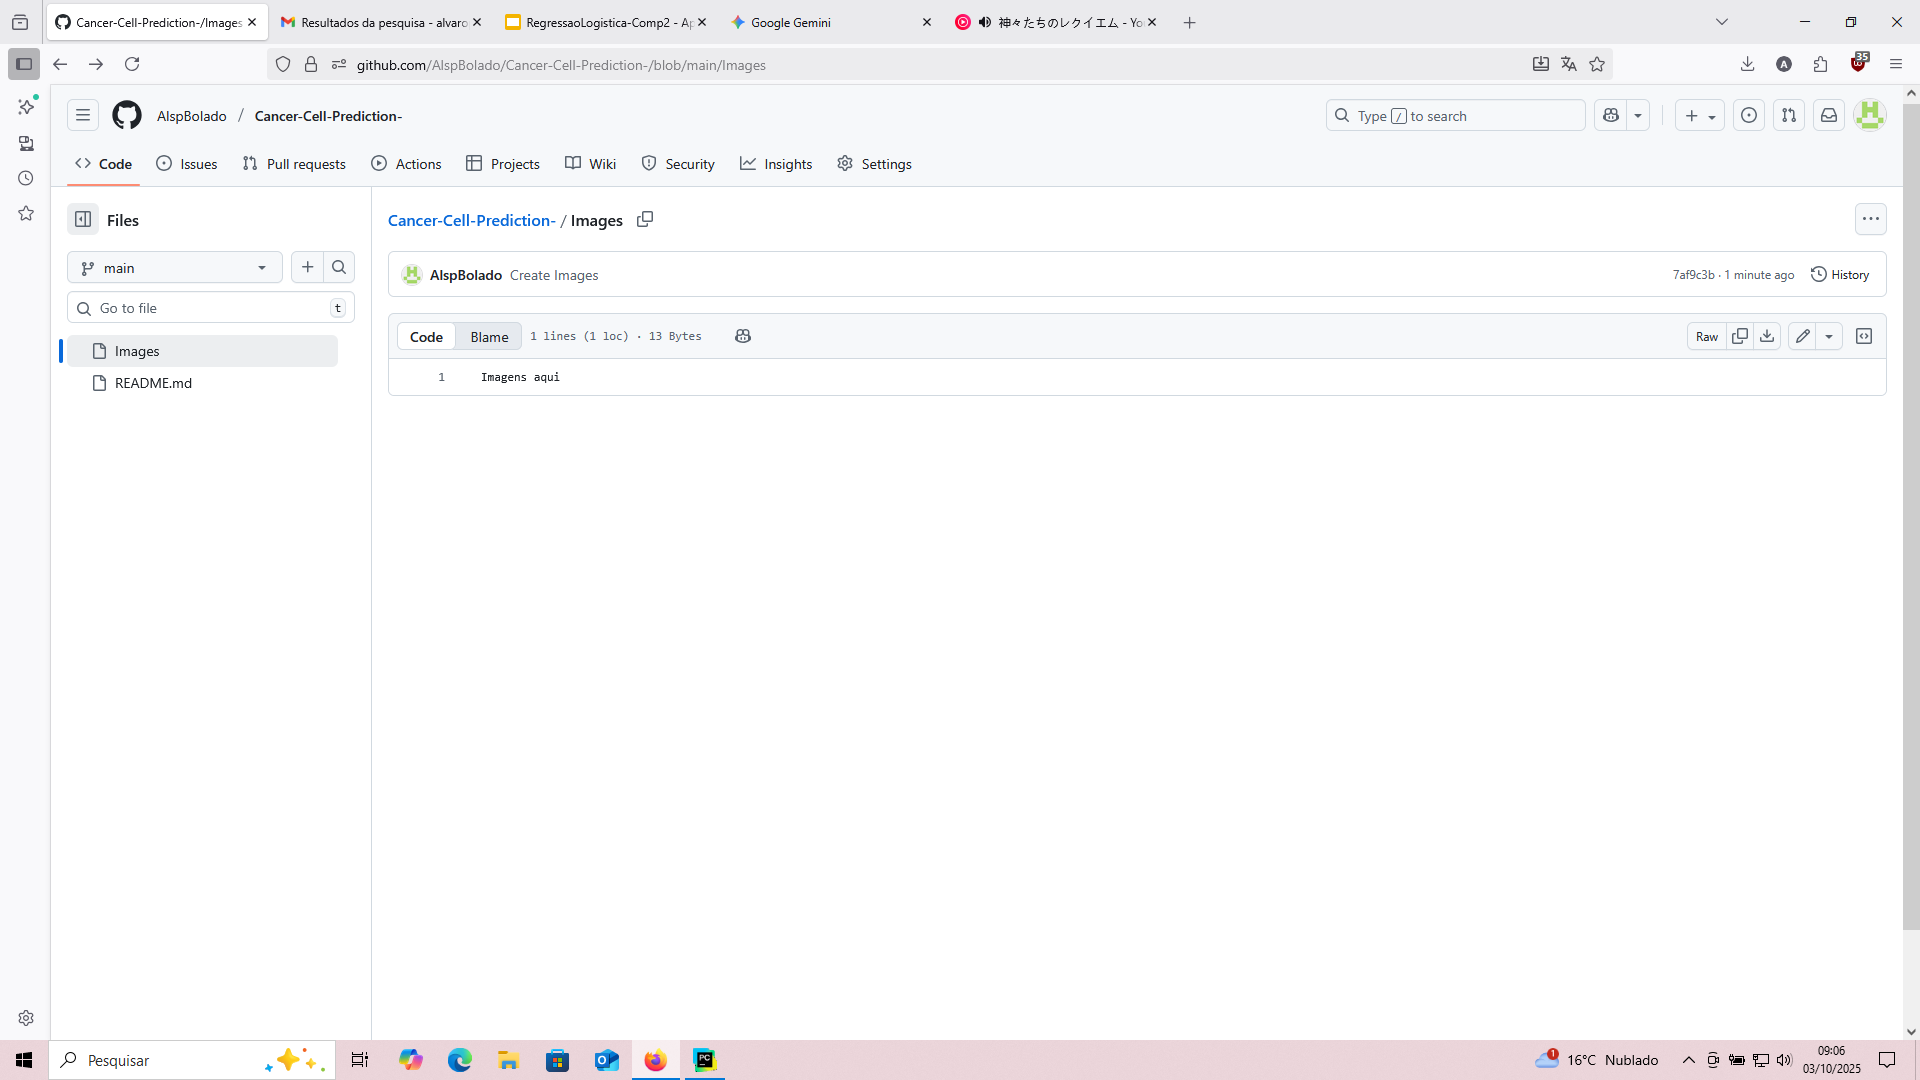 Cancer-Cell-Prediction-/Images
Resultados da pesquisa - alvaro
RegressaoLogistica-Comp2 - Ap
Google Gemini
神々たちのレクイエム - Yo
github.com/AlspBolado/Cancer-Cell-Prediction-/blob/main/Images
A
35
AlspBolado / Cancer-Cell-Prediction-
Type / to search
Code
Issues
Pull requests
Actions
Projects
Wiki
Security
Insights
Settings
Files
main
Go to file
t
Images
README.md
Cancer-Cell-Prediction- / Images
AlspBolado Create Images
7af9c3b · 1 minute ago
History
Code
Blame
1 lines (1 loc) · 13 Bytes
Raw
1 Imagens aqui
Pesquisar
PC
1
16°C Nublado
09:06
03/10/2025